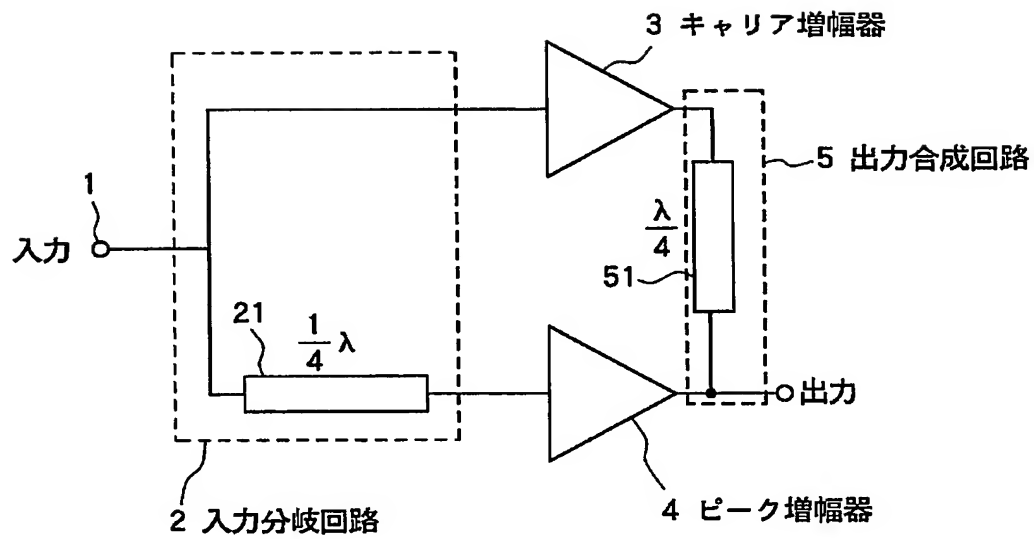 3 キャリア増幅器
5 出力合成回路
1
入力
λ
4
51
21
1
4
λ
出力
4 ピーク増幅器
2 入力分岐回路